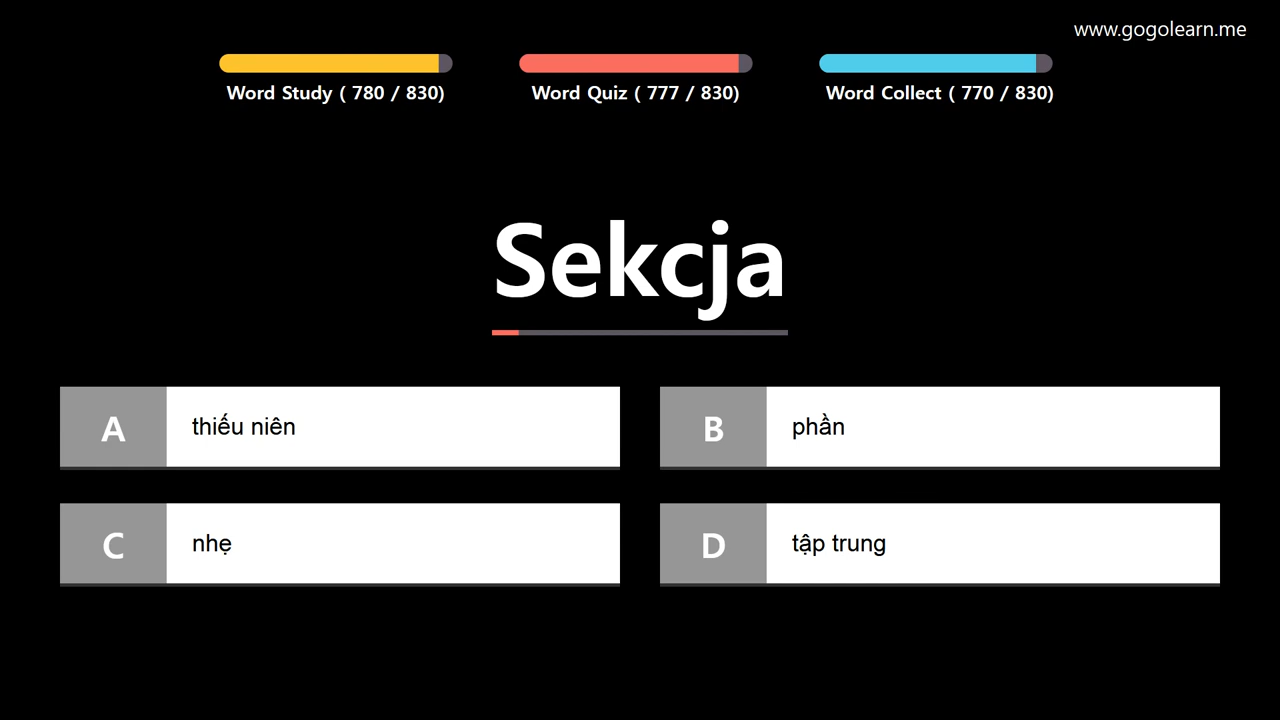 www.gogolearn.me
Word Study ( 780 / 830)
Word Quiz ( 777 / 830)
Word Collect ( 770 / 830)
Sekcja
A thiếu niên
B phần
C nhẹ
D tập trung